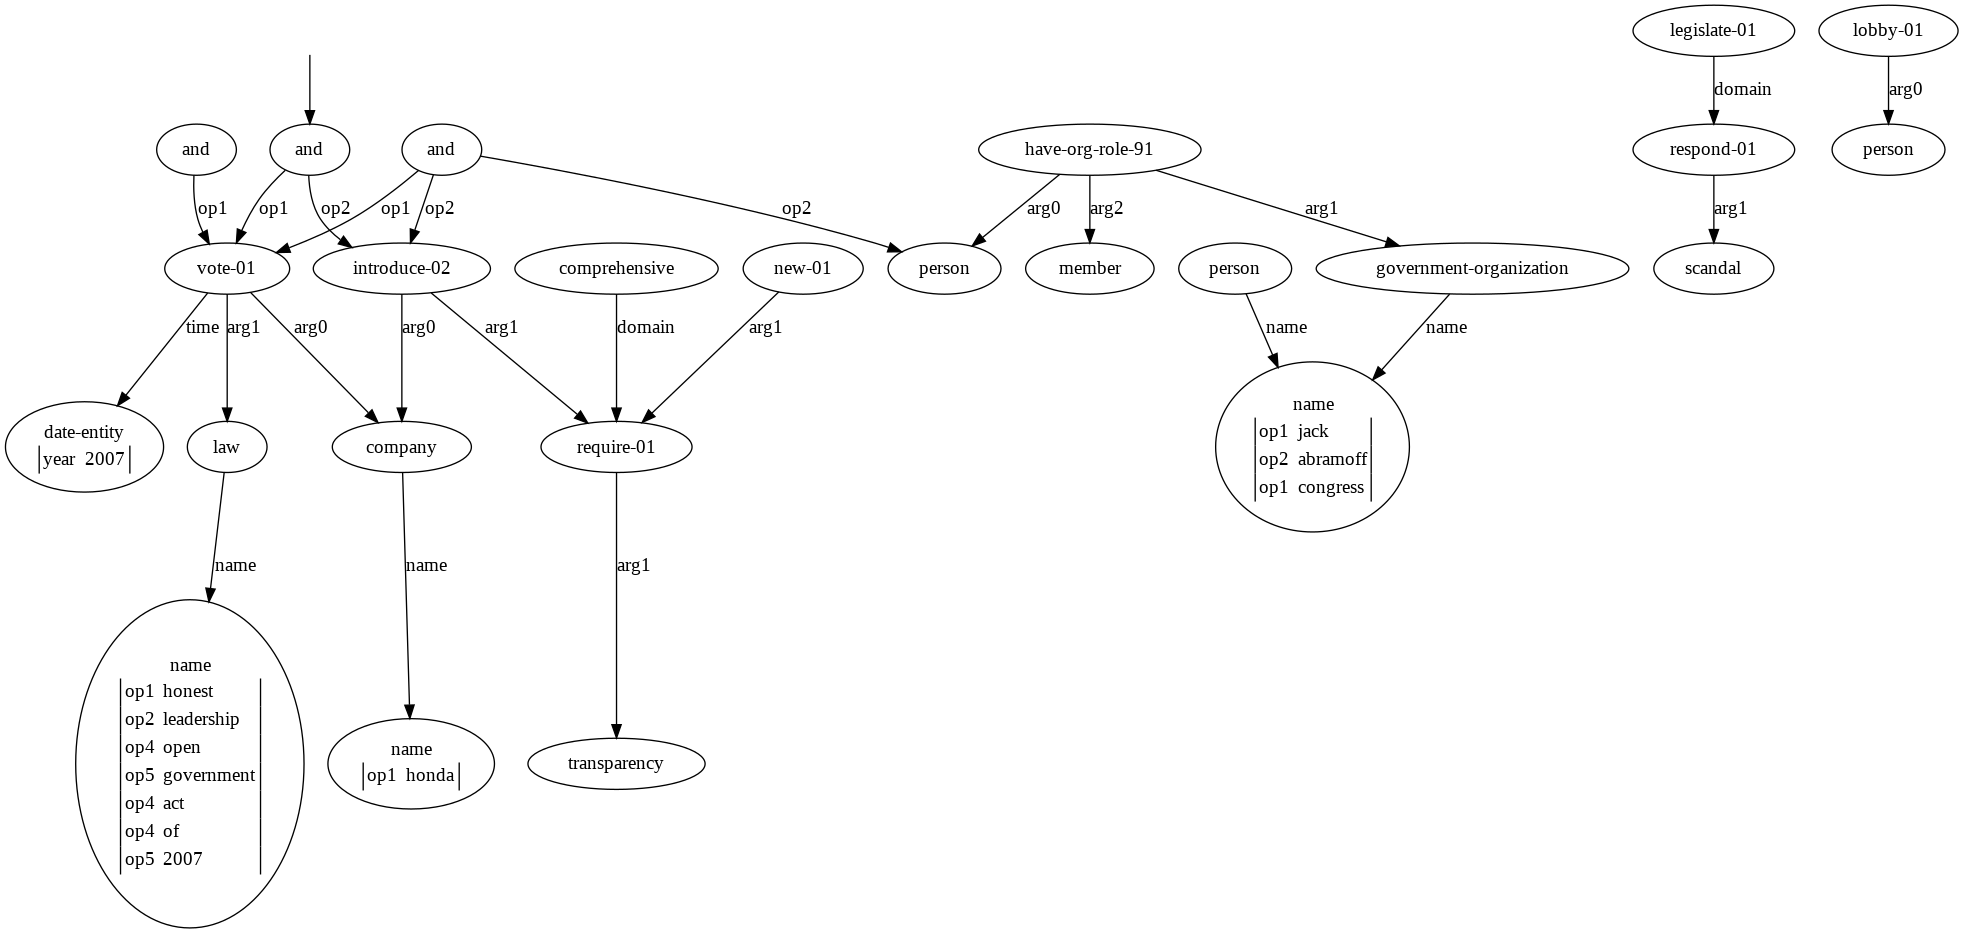 legislate-01
lobby-01
domain
arg0
and
and
and
have-org-role-91
respond-01
person
op1
op1
op2
op1
op2
op2
arg0
arg2
arg1
arg1
vote-01
introduce-02
comprehensive
new-01
person
member
person
government-organization
scandal
time
arg1
arg0
arg0
arg1
domain
arg1
name
name
date-entity
year 2007
law
company
require-01
name
op1 jack
op2 abramoff
op1 congress
name
name
arg1
name
op1 honest
op2 leadership
op4 open
op5 government
op4 act
op4 of
op5 2007
name
op1 honda
transparency